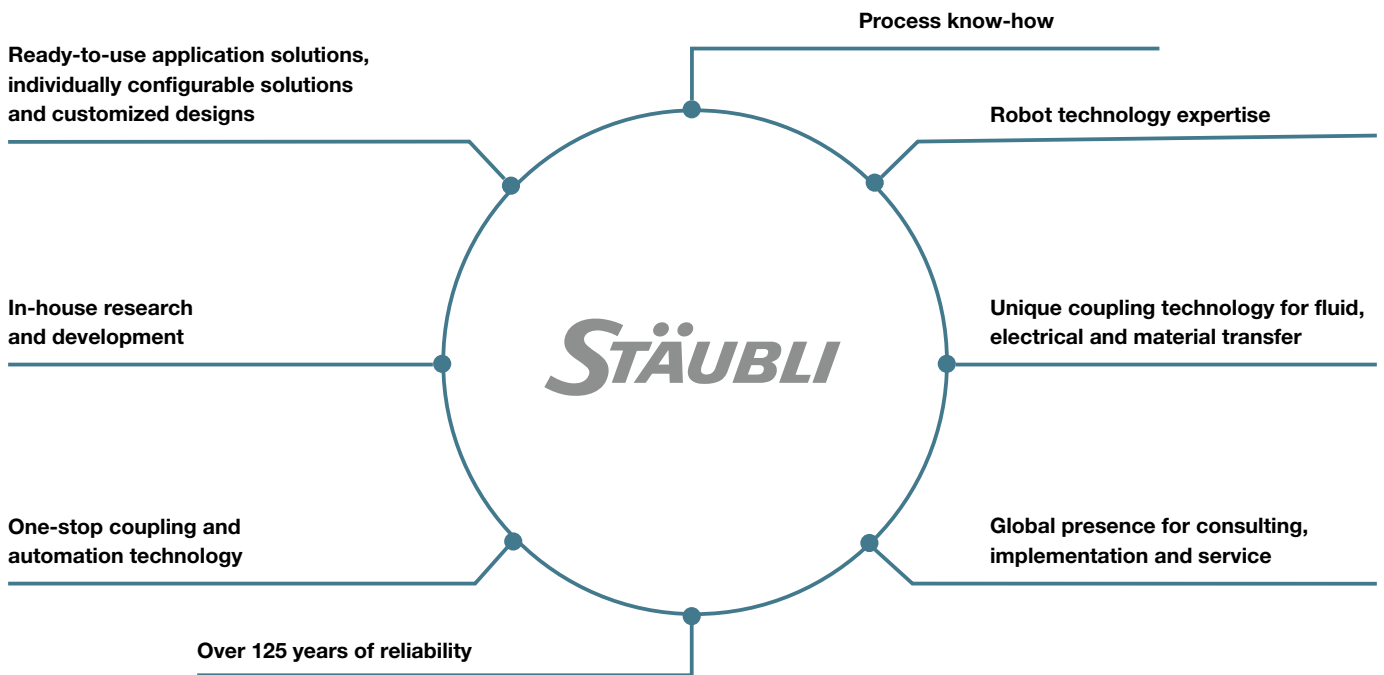 Process know-how
Ready-to-use application solutions,
individually configurable solutions
and customized designs
Robot technology expertise
In-house research
and development
STÄUBLI
Unique coupling technology for fluid,
electrical and material transfer
One-stop coupling and
automation technology
Global presence for consulting,
implementation and service
Over 125 years of reliability